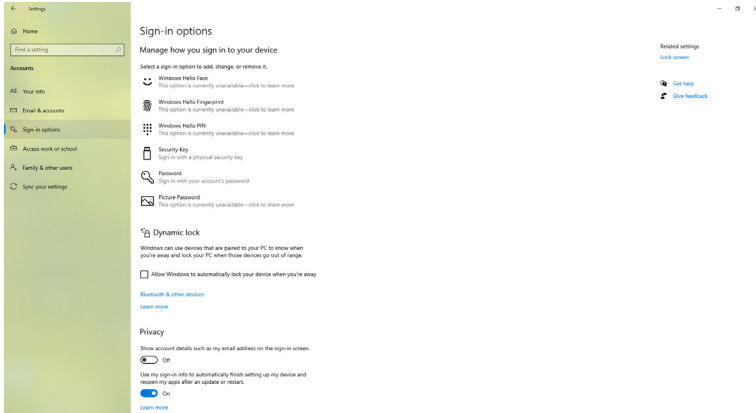 Settings
Home
Find a setting
Accounts
Your info
Email & accounts
Sign-in options
Access work or school
Family & other users
Sync your settings
Sign-in options
Manage how you sign in to your device
Select a sign-in option to add, change, or remove it.
Windows Hello Face
This option is currently unavailable—click to learn more
Windows Hello Fingerprint
This option is currently unavailable—click to learn more
Windows Hello PIN
This option is currently unavailable—click to learn more
Security Key
Sign in with a physical security key
Password
Sign in with your account's password
Picture Password
This option is currently unavailable—click to learn more
Dynamic lock
Windows can use devices that are paired to your PC to know when
you're away and lock your PC when those devices go out of range.
Allow Windows to automatically lock your device when you're away
Bluetooth & other devices
Learn more
Privacy
Show account details such as my email address on the sign-in screen.
Off
Use my sign-in info to automatically finish setting up my device and
reopen my apps after an update or restart.
On
Learn more
Related settings
Lock screen
Get help
Give feedback